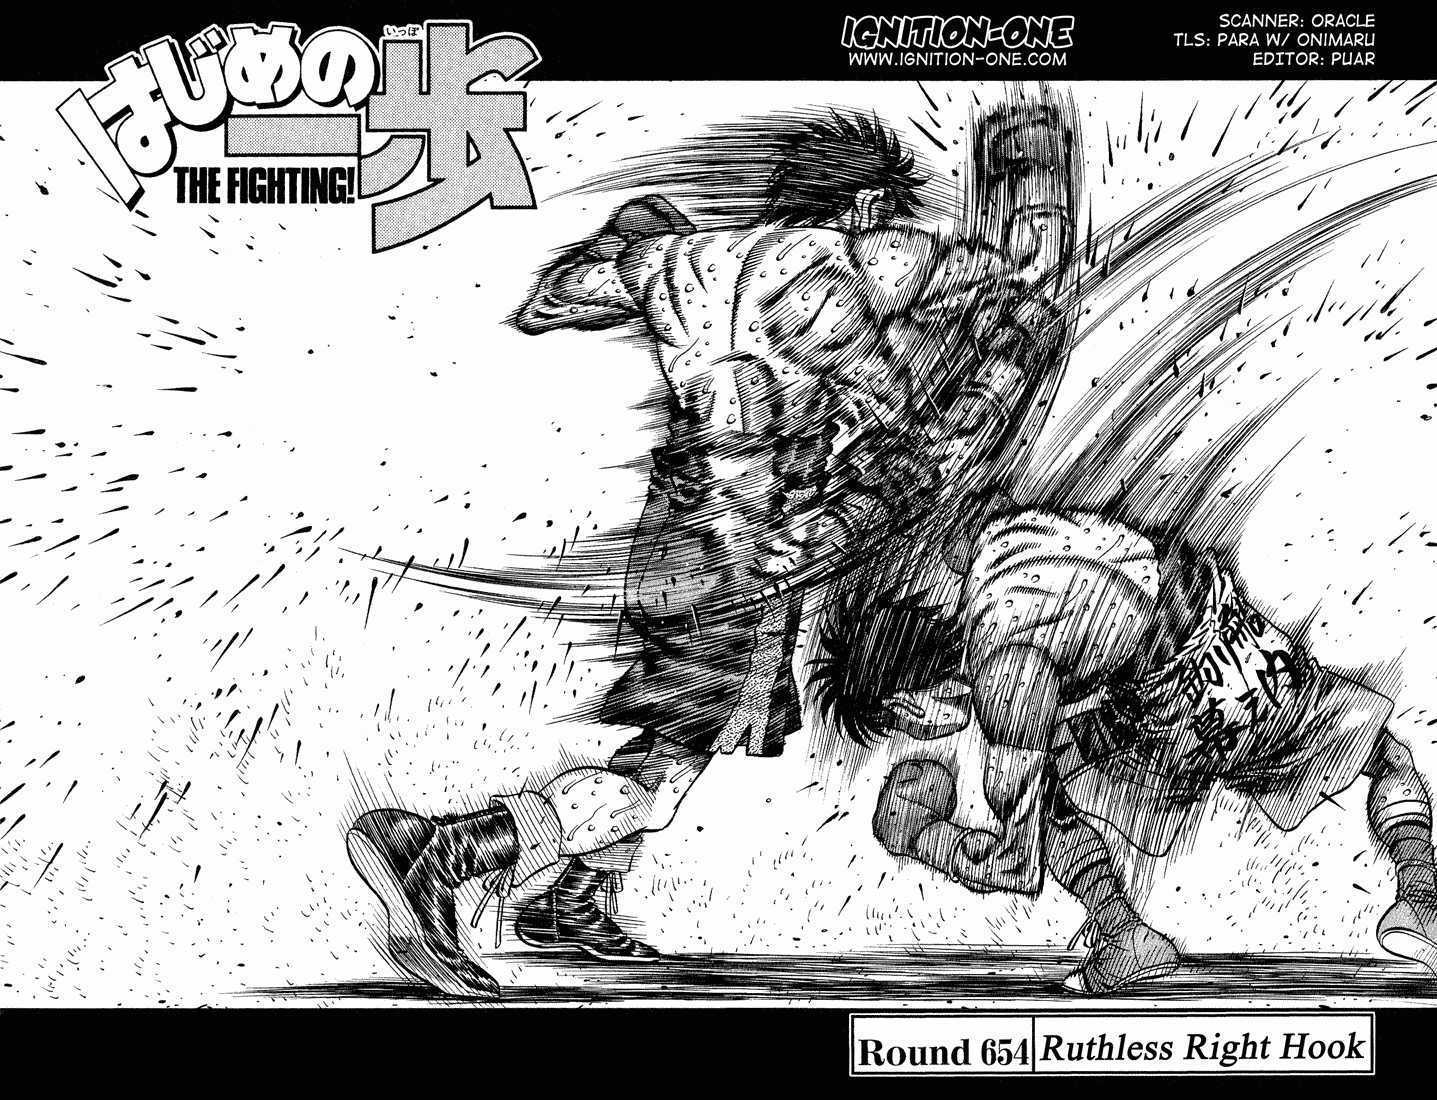 はじめの
一歩
いっぽ
THE FIGHTING!
IGNITION-ONE
WWW.IGNITION-ONE.COM
SCANNER: ORACLE
TLS: PARA W/ ONIMARU
EDITOR: PUAR
Round 654
Ruthless Right Hook